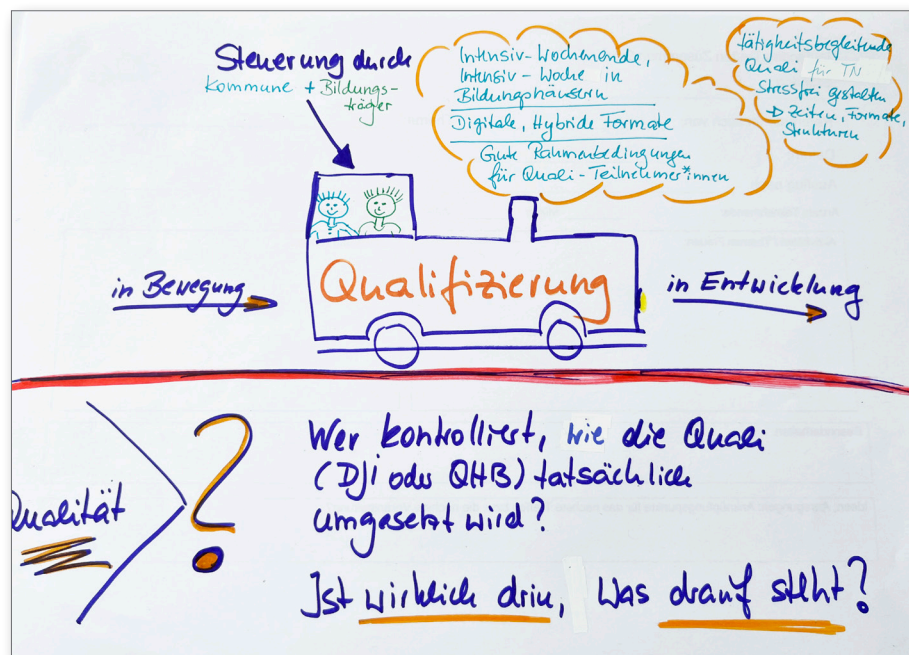 Steuerung durch
Kommune + Bildungs-
träger
Intensiv-Wochenende,
Intensiv-Woche in
Bildungshäusern
Digitale, Hybride Formate
Gute Rahmenbedingungen
für Quali-Teilnehmer*innen
tätigkeitsbegleitende
Quali für TN
stressfrei gestalten
→ Zeiten, Formate,
Strukturen
in Bewegung
Qualifizierung
in Entwicklung
Qualität
?
Wer kontrolliert, wie die Quali
(DJI oder QHB) tatsächlich
umgesetzt wird?
Ist wirklich drin, was drauf steht?